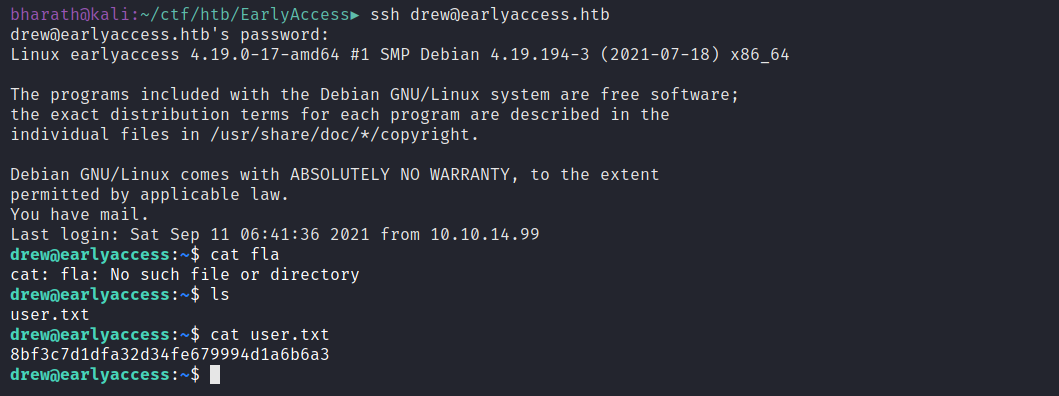 bharath@kali:~/ctf/htb/EarlyAccess▸ ssh drew@earlyaccess.htb
drew@earlyaccess.htb's password:
Linux earlyaccess 4.19.0-17-amd64 #1 SMP Debian 4.19.194-3 (2021-07-18) x86_64

The programs included with the Debian GNU/Linux system are free software;
the exact distribution terms for each program are described in the
individual files in /usr/share/doc/*/copyright.

Debian GNU/Linux comes with ABSOLUTELY NO WARRANTY, to the extent
permitted by applicable law.
You have mail.
Last login: Sat Sep 11 06:41:36 2021 from 10.10.14.99
drew@earlyaccess:~$ cat fla
cat: fla: No such file or directory
drew@earlyaccess:~$ ls
user.txt
drew@earlyaccess:~$ cat user.txt
8bf3c7d1dfa32d34fe679994d1a6b6a3
drew@earlyaccess:~$